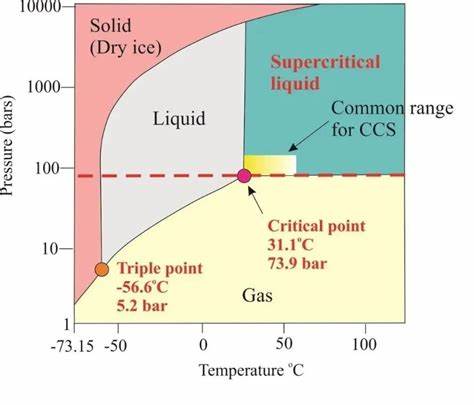 10000
Solid
(Dry ice)
Supercritical
liquid
1000
Common range
for CCS
Liquid
Pressure (bars)
100
Critical point
31.1°C
73.9 bar
10
Triple point
-56.6°C
5.2 bar
Gas
1
-73.15 -50 0 50 100
Temperature °C